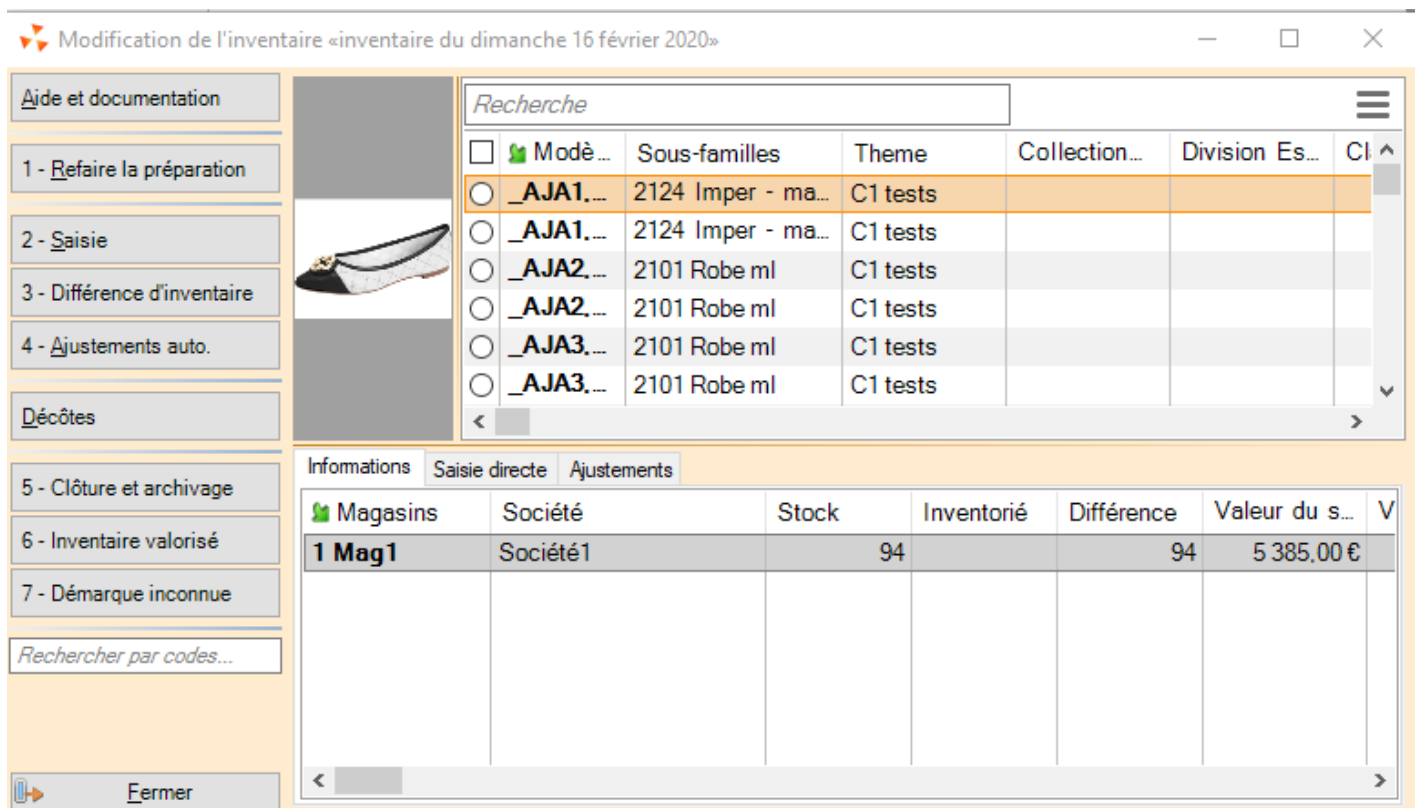 Modification de l'inventaire «inventaire du dimanche 16 février 2020»
Aide et documentation
1 - Refaire la préparation
2 - Saisie
3 - Différence d'inventaire
4 - Ajustements auto.
Décôtes
5 - Clôture et archivage
6 - Inventaire valorisé
7 - Démarque inconnue
Rechercher par codes...
Fermer
Recherche
Modè... Sous-familles Theme Collection... Division Es... Cl
_AJA1.... 2124 Imper - ma... C1 tests
_AJA1.... 2124 Imper - ma... C1 tests
_AJA2.... 2101 Robe ml C1 tests
_AJA2.... 2101 Robe ml C1 tests
_AJA3.... 2101 Robe ml C1 tests
_AJA3.... 2101 Robe ml C1 tests
Informations Saisie directe Ajustements
Magasins Société Stock Inventorié Différence Valeur du s... V
1 Mag1 Société1 94 94 5 385,00 €